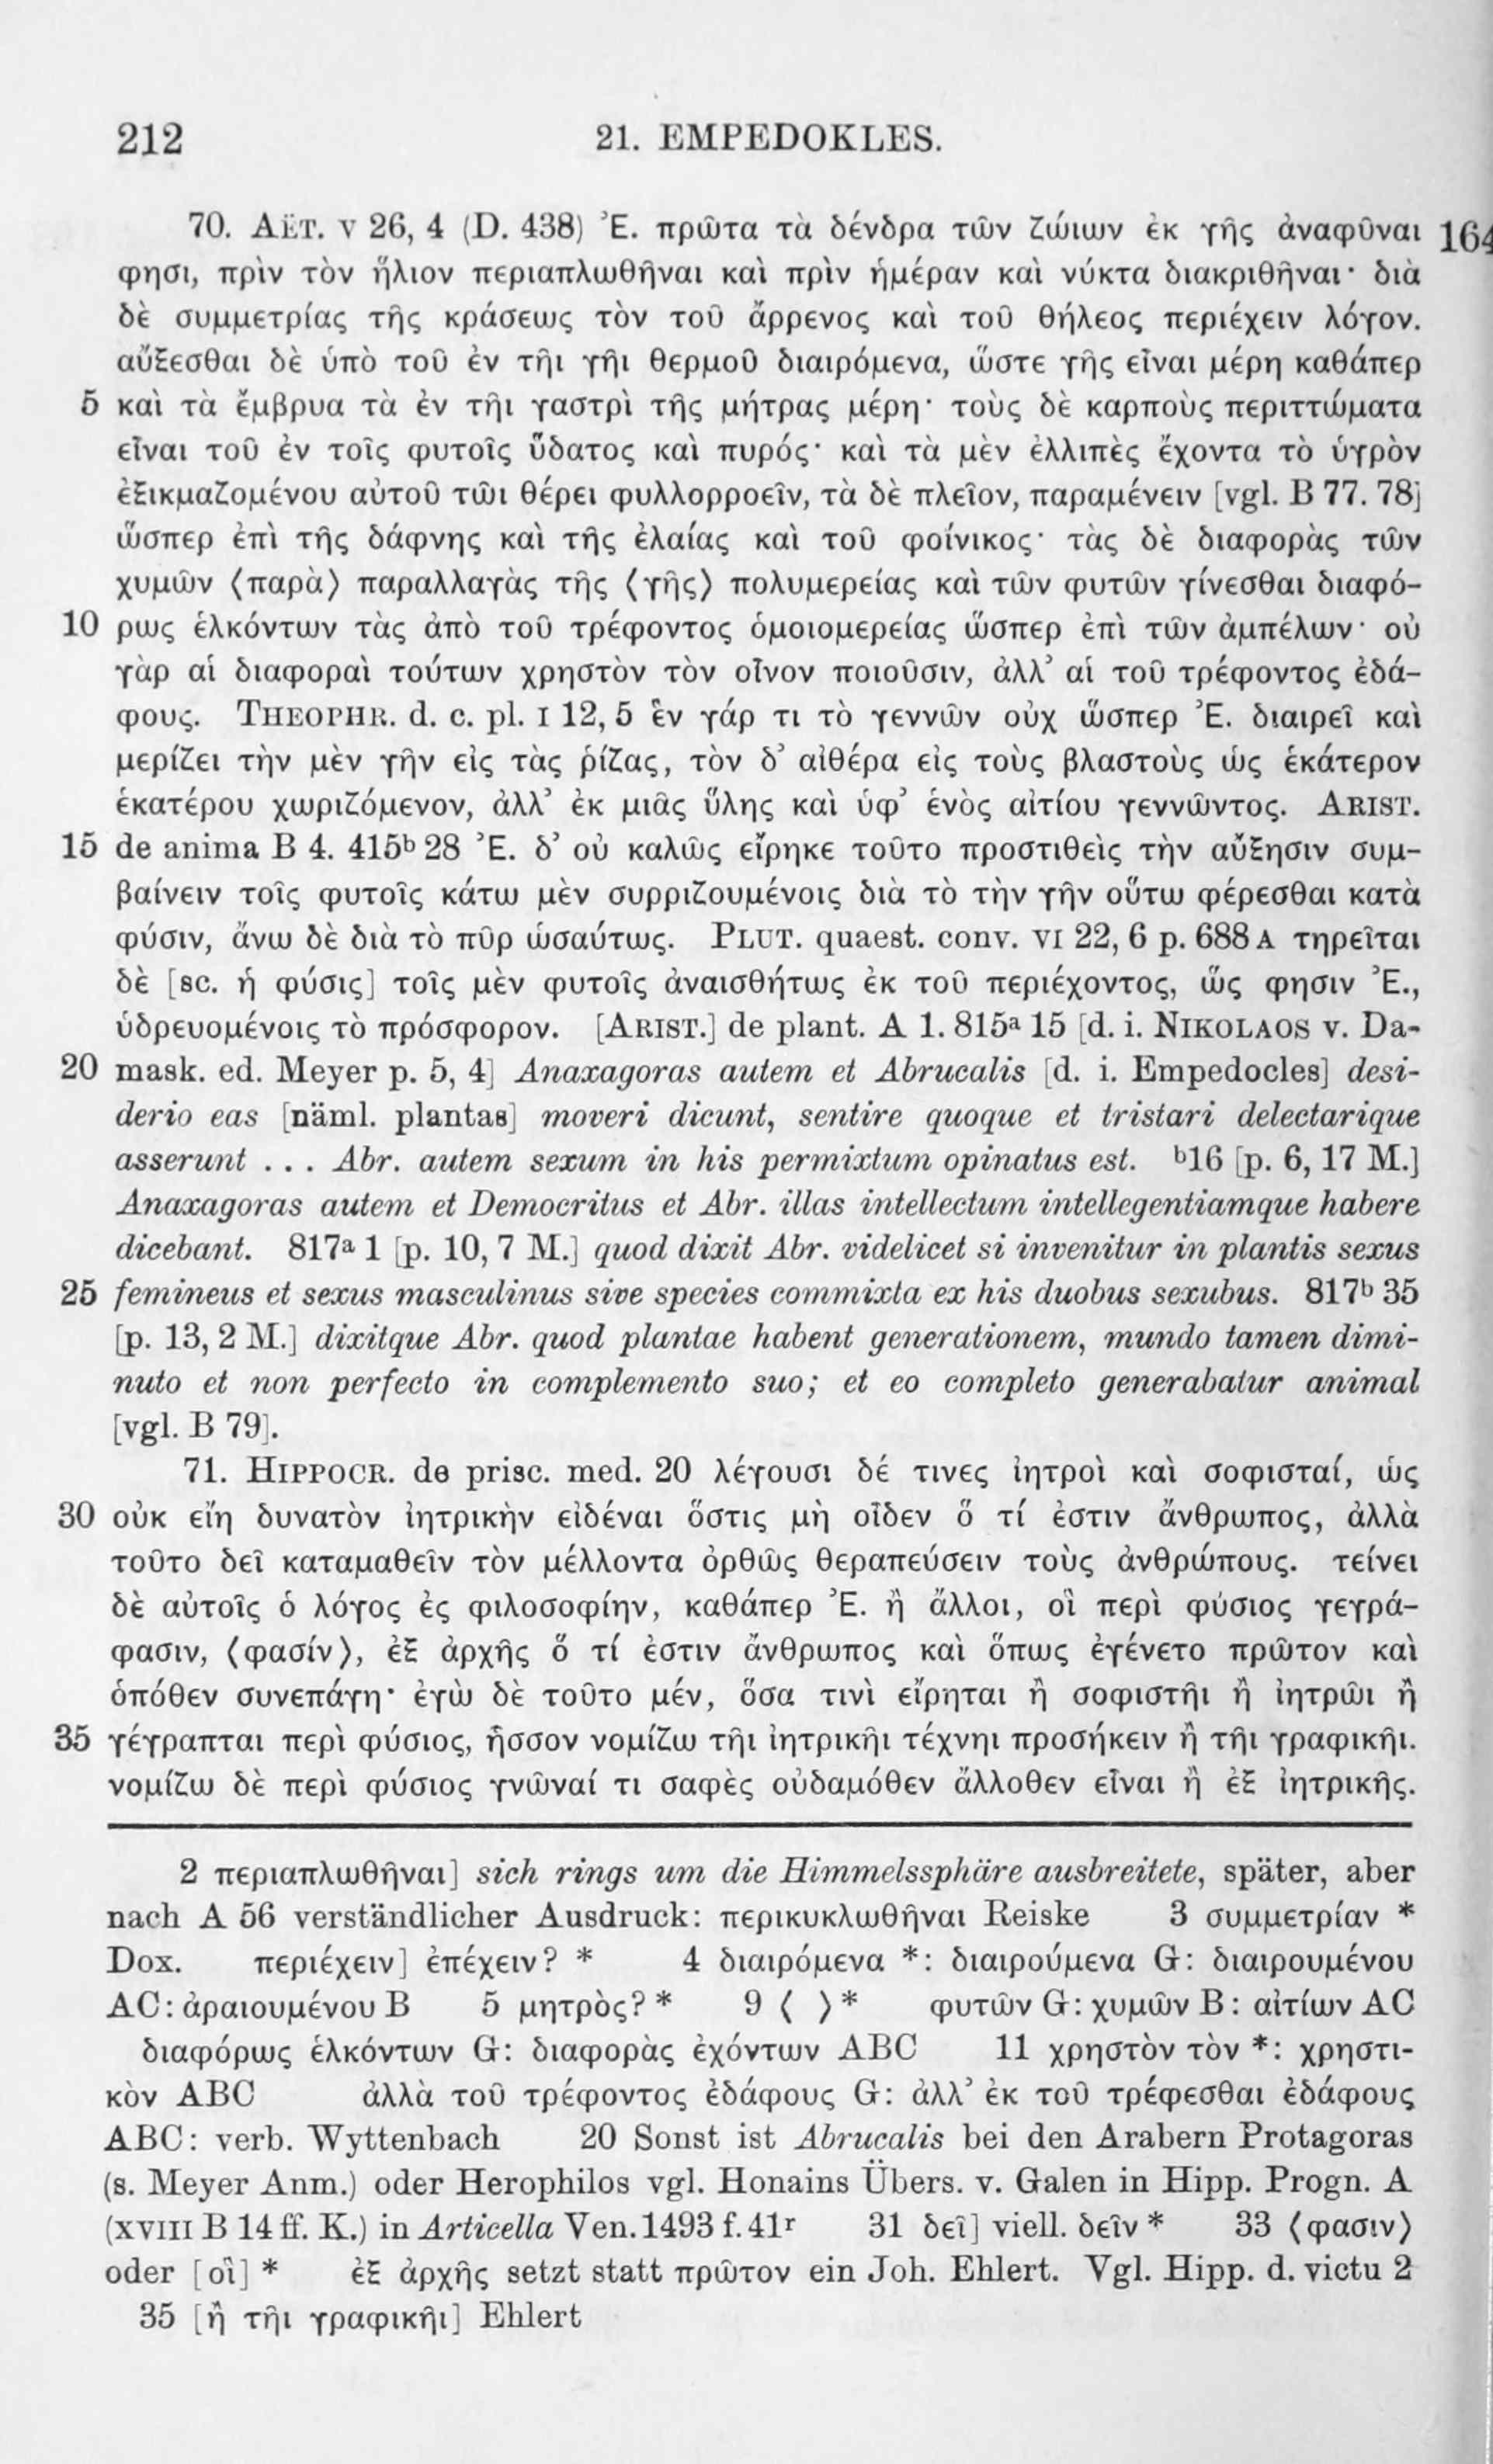 212 21. EMPEDOKLES.
70. AËT. V 26, 4 (D. 438) Ἐ. πρῶτα τὰ δένδρα τῶν ζώιων ἐκ γῆς ἀναφῦναι 164
φησι, πρὶν τὸν ἥλιον περιαπλωθῆναι καὶ πρὶν ἡμέραν καὶ νύκτα διακριθῆναι· διὰ
δὲ συμμετρίας τῆς κράσεως τὸν τοῦ ἄρρενος καὶ τοῦ θήλεος περιέχειν λόγον.
αὔξεσθαι δὲ ὑπὸ τοῦ ἐν τῆι γῆι θερμοῦ διαιρόμενα, ὥστε γῆς εἶναι μέρη καθάπερ
5 καὶ τὰ ἔμβρυα τὰ ἐν τῆι γαστρὶ τῆς μήτρας μέρη· τοὺς δὲ καρποὺς περιττώματα
εἶναι τοῦ ἐν τοῖς φυτοῖς ὕδατος καὶ πυρός· καὶ τὰ μὲν ἐλλιπὲς ἔχοντα τὸ ὑγρὸν
ἐξικμαζομένου αὐτοῦ τῶι θέρει φυλλορροεῖν, τὰ δὲ πλεῖον, παραμένειν [vgl. B 77. 78]
ὥσπερ ἐπὶ τῆς δάφνης καὶ τῆς ἐλαίας καὶ τοῦ φοίνικος· τὰς δὲ διαφορὰς τῶν
χυμῶν ⟨παρὰ⟩ παραλλαγὰς τῆς ⟨γῆς⟩ πολυμερείας καὶ τῶν φυτῶν γίνεσθαι διαφό-
10 ρως ἑλκόντων τὰς ἀπὸ τοῦ τρέφοντος ὁμοιομερείας ὥσπερ ἐπὶ τῶν ἀμπέλων· οὐ
γὰρ αἱ διαφοραὶ τούτων χρηστὸν τὸν οἶνον ποιοῦσιν, ἀλλ’ αἱ τοῦ τρέφοντος ἐδά-
φους. THEOPHR. d. c. pl. I 12, 5 ἓν γάρ τι τὸ γεννῶν οὐχ ὥσπερ Ἐ. διαιρεῖ καὶ
μερίζει τὴν μὲν γῆν εἰς τὰς ῥίζας, τὸν δ’ αἰθέρα εἰς τοὺς βλαστοὺς ὡς ἑκάτερον
ἑκατέρου χωριζόμενον, ἀλλ’ ἐκ μιᾶς ὕλης καὶ ὑφ’ ἑνὸς αἰτίου γεννῶντος. ARIST.
15 de anima B 4. 415ᵇ 28 Ἐ. δ’ οὐ καλῶς εἴρηκε τοῦτο προστιθεὶς τὴν αὔξησιν συμ-
βαίνειν τοῖς φυτοῖς κάτω μὲν συρριζουμένοις διὰ τὸ τὴν γῆν οὕτω φέρεσθαι κατὰ
φύσιν, ἄνω δὲ διὰ τὸ πῦρ ὡσαύτως. PLUT. quaest. conv. VI 22, 6 p. 688 A τηρεῖται
δὲ [sc. ἡ φύσις] τοῖς μὲν φυτοῖς ἀναισθήτως ἐκ τοῦ περιέχοντος, ὥς φησιν Ἐ.,
ὑδρευομένοις τὸ πρόσφορον. [ARIST.] de plant. A 1. 815ᵃ 15 [d. i. NIKOLAOS v. Da-
20 mask. ed. Meyer p. 5, 4] Anaxagoras autem et Abrucalis [d. i. Empedocles] desi-
derio eas [näml. plantas] moveri dicunt, sentire quoque et tristari delectarique
asserunt . . . Abr. autem sexum in his permixtum opinatus est. ᵇ16 [p. 6, 17 M.]
Anaxagoras autem et Democritus et Abr. illas intellectum intellegentiamque habere
dicebant. 817ᵃ 1 [p. 10, 7 M.] quod dixit Abr. videlicet si invenitur in plantis sexus
25 femineus et sexus masculinus sive species commixta ex his duobus sexubus. 817ᵇ 35
[p. 13, 2 M.] dixitque Abr. quod plantae habent generationem, mundo tamen dimi-
nuto et non perfecto in complemento suo; et eo completo generabatur animal
[vgl. B 79].
71. HIPPOCR. de prisc. med. 20 λέγουσι δέ τινες ἰητροὶ καὶ σοφισταί, ὡς
30 οὐκ εἴη δυνατὸν ἰητρικὴν εἰδέναι ὅστις μὴ οἶδεν ὅ τί ἐστιν ἄνθρωπος, ἀλλὰ
τοῦτο δεῖ καταμαθεῖν τὸν μέλλοντα ὀρθῶς θεραπεύσειν τοὺς ἀνθρώπους. τείνει
δὲ αὐτοῖς ὁ λόγος ἐς φιλοσοφίην, καθάπερ Ἐ. ἢ ἄλλοι, οἳ περὶ φύσιος γεγρά-
φασιν, ⟨φασίν⟩, ἐξ ἀρχῆς ὅ τί ἐστιν ἄνθρωπος καὶ ὅπως ἐγένετο πρῶτον καὶ
ὁπόθεν συνεπάγη· ἐγὼ δὲ τοῦτο μέν, ὅσα τινὶ εἴρηται ἢ σοφιστῆι ἢ ἰητρῶι ἢ
35 γέγραπται περὶ φύσιος, ἧσσον νομίζω τῆι ἰητρικῆι τέχνηι προσήκειν ἢ τῆι γραφικῆι.
νομίζω δὲ περὶ φύσιος γνῶναί τι σαφὲς οὐδαμόθεν ἄλλοθεν εἶναι ἢ ἐξ ἰητρικῆς.
2 περιαπλωθῆναι] sich rings um die Himmelssphäre ausbreitete, später, aber
nach A 56 verständlicher Ausdruck: περικυκλωθῆναι Reiske 3 συμμετρίαν *
Dox. περιέχειν] ἐπέχειν? * 4 διαιρόμενα *: διαιρούμενα G: διαιρουμένου
AC: ἀραιουμένου B 5 μητρὸς? * 9 ⟨ ⟩ * φυτῶν G: χυμῶν B: αἰτίων AC
διαφόρως ἑλκόντων G: διαφορὰς ἐχόντων ABC 11 χρηστὸν τὸν *: χρηστι-
κὸν ABC ἀλλὰ τοῦ τρέφοντος ἐδάφους G: ἀλλ’ ἐκ τοῦ τρέφεσθαι ἐδάφους
ABC: verb. Wyttenbach 20 Sonst ist Abrucalis bei den Arabern Protagoras
(s. Meyer Anm.) oder Herophilos vgl. Honains Übers. v. Galen in Hipp. Progn. A
(XVIII B 14 ff. K.) in Articella Ven. 1493 f. 41ʳ 31 δεῖ] viell. δεῖν * 33 ⟨φασιν⟩
oder [οἳ] * ἐξ ἀρχῆς setzt statt πρῶτον ein Joh. Ehlert. Vgl. Hipp. d. victu 2
35 [ἢ τῆι γραφικῆι] Ehlert